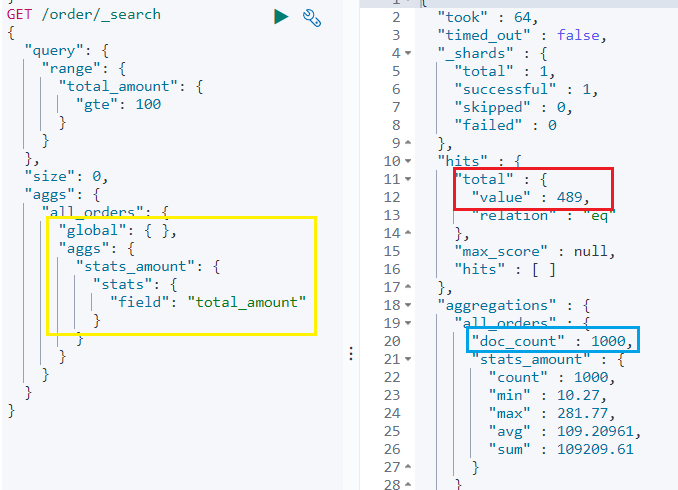 GET /order/_search
{
  "query": {
    "range": {
      "total_amount": {
        "gte": 100
      }
    }
  },
  "size": 0,
  "aggs": {
    "all_orders": {
      "global": { },
      "aggs": {
        "stats_amount": {
          "stats": {
            "field": "total_amount"
          }
        }
      }
    }
  }
}
1 {
2   "took" : 64,
3   "timed_out" : false,
4   "_shards" : {
5     "total" : 1,
6     "successful" : 1,
7     "skipped" : 0,
8     "failed" : 0
9   },
10   "hits" : {
11     "total" : {
12       "value" : 489,
13       "relation" : "eq"
14     },
15     "max_score" : null,
16     "hits" : [ ]
17   },
18   "aggregations" : {
19     "all_orders" : {
20       "doc_count" : 1000,
21       "stats_amount" : {
22         "count" : 1000,
23         "min" : 10.27,
24         "max" : 281.77,
25         "avg" : 109.20961,
26         "sum" : 109209.61
27       }
28     }